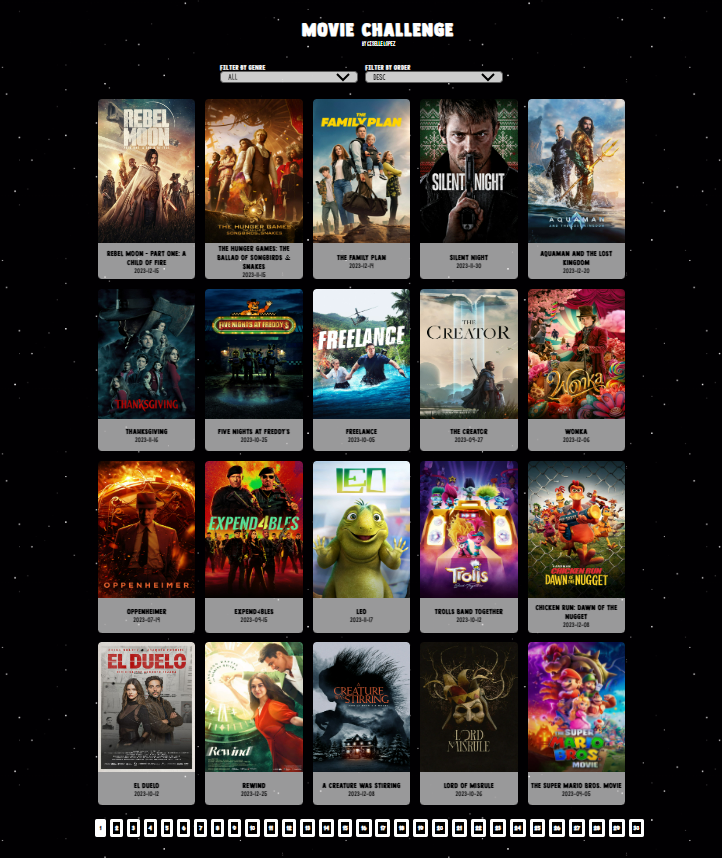 MOVIE CHALLENGE
BY GISELLE LOPEZ
FILTER BY GENRE
FILTER BY ORDER
ALL
DESC
REBEL
MOON
THE HUNGER GAMES
SONGBIRDS & SNAKES
THE
FAMILY PLAN
SILENT NIGHT
AQUAMAN
REBEL MOON - PART ONE: A
CHILD OF FIRE
2023-12-15
THE HUNGER GAMES: THE
BALLAD OF SONGBIRDS &
SNAKES
2023-11-15
THE FAMILY PLAN
2023-12-14
SILENT NIGHT
2023-11-30
AQUAMAN AND THE LOST
KINGDOM
2023-12-20
THANKSGIVING
FIVE NIGHTS AT FREDDY'S
FREELANCE
THE
CREATOR
Wonka
THANKSGIVING
2023-11-16
FIVE NIGHTS AT FREDDY'S
2023-10-25
FREELANCE
2023-10-05
THE CREATOR
2023-09-27
WONKA
2023-12-06
OPPENHEIMER
EXPEND4BLES
LEO
Trolls
Band Together
CHICKEN RUN:
DAWN OF THE NUGGET
OPPENHEIMER
2023-07-19
EXPEND4BLES
2023-09-15
LEO
2023-11-17
TROLLS BAND TOGETHER
2023-10-12
CHICKEN RUN: DAWN OF THE
NUGGET
2023-12-08
EL DUELO
Rewind
A
CREATURE
WAS STIRRING
LORD
OF
MISRULE
THE SUPER
MARIO
BROS.
MOVIE
EL DUELO
2023-10-12
REWIND
2023-12-25
A CREATURE WAS STIRRING
2023-12-08
LORD OF MISRULE
2023-10-26
THE SUPER MARIO BROS. MOVIE
2023-04-05
1 2 3 4 5 6 7 8 9 10 11 12 13 14 15 16 17 18 19 20 21 22 23 24 25 26 27 28 29 30